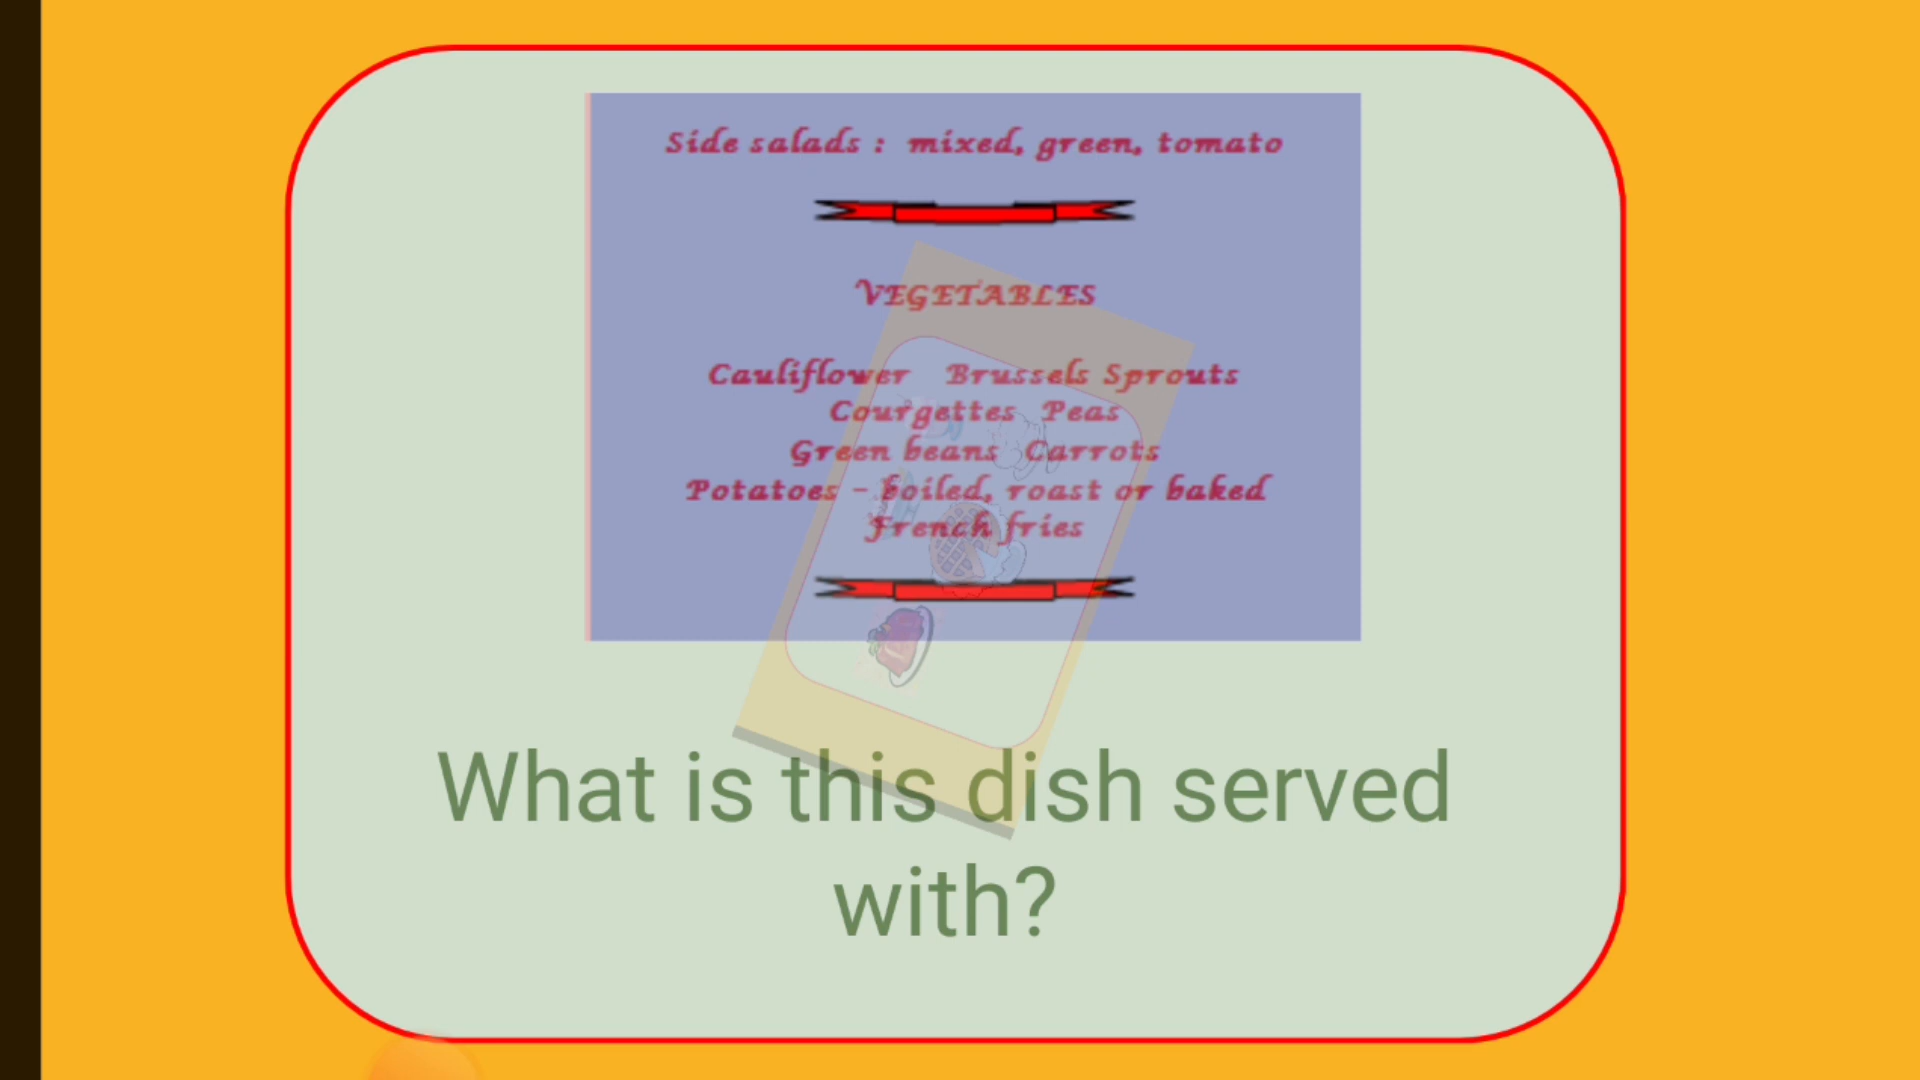 Side salads : mixed, green, tomato
VEGETABLES
Cauliflower Brussels Sprouts
Courgettes Peas
Green beans Carrots
Potatoes - boiled, roast or baked
French fries
What is this dish served
with?